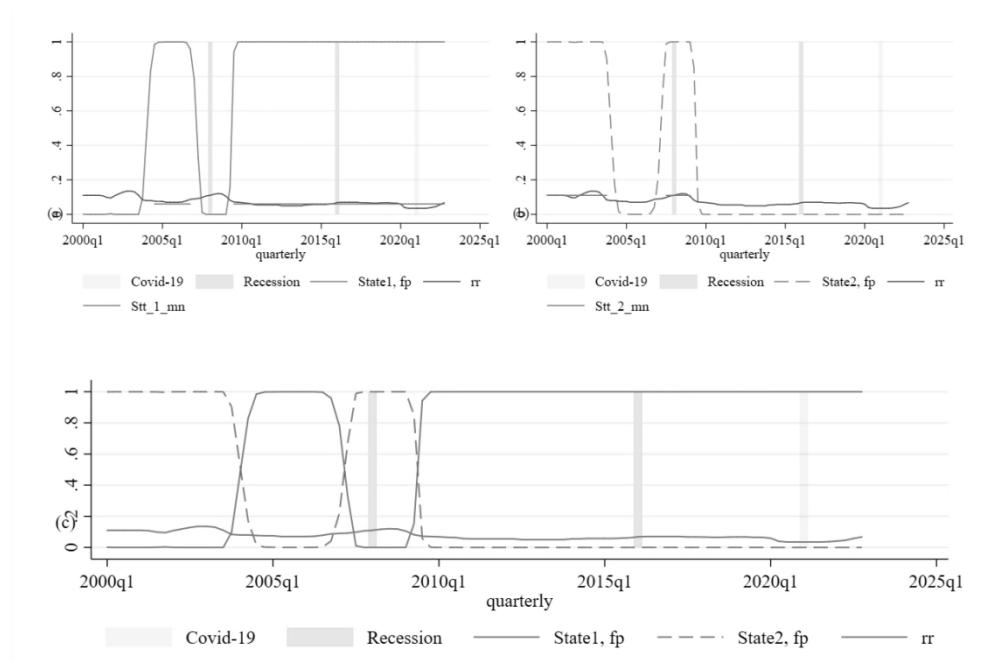 1
.8
.6
.4
.2
0
(a)
2000q1 2005q1 2010q1 2015q1 2020q1 2025q1
quarterly
Covid-19 Recession State1, fp rr
Stt_1_mn
1
.8
.6
.4
.2
0
(b)
2000q1 2005q1 2010q1 2015q1 2020q1 2025q1
quarterly
Covid-19 Recession State2, fp rr
Stt_2_mn
1
.8
.6
.4
.2
0
(c)
2000q1 2005q1 2010q1 2015q1 2020q1 2025q1
quarterly
Covid-19 Recession State1, fp State2, fp rr